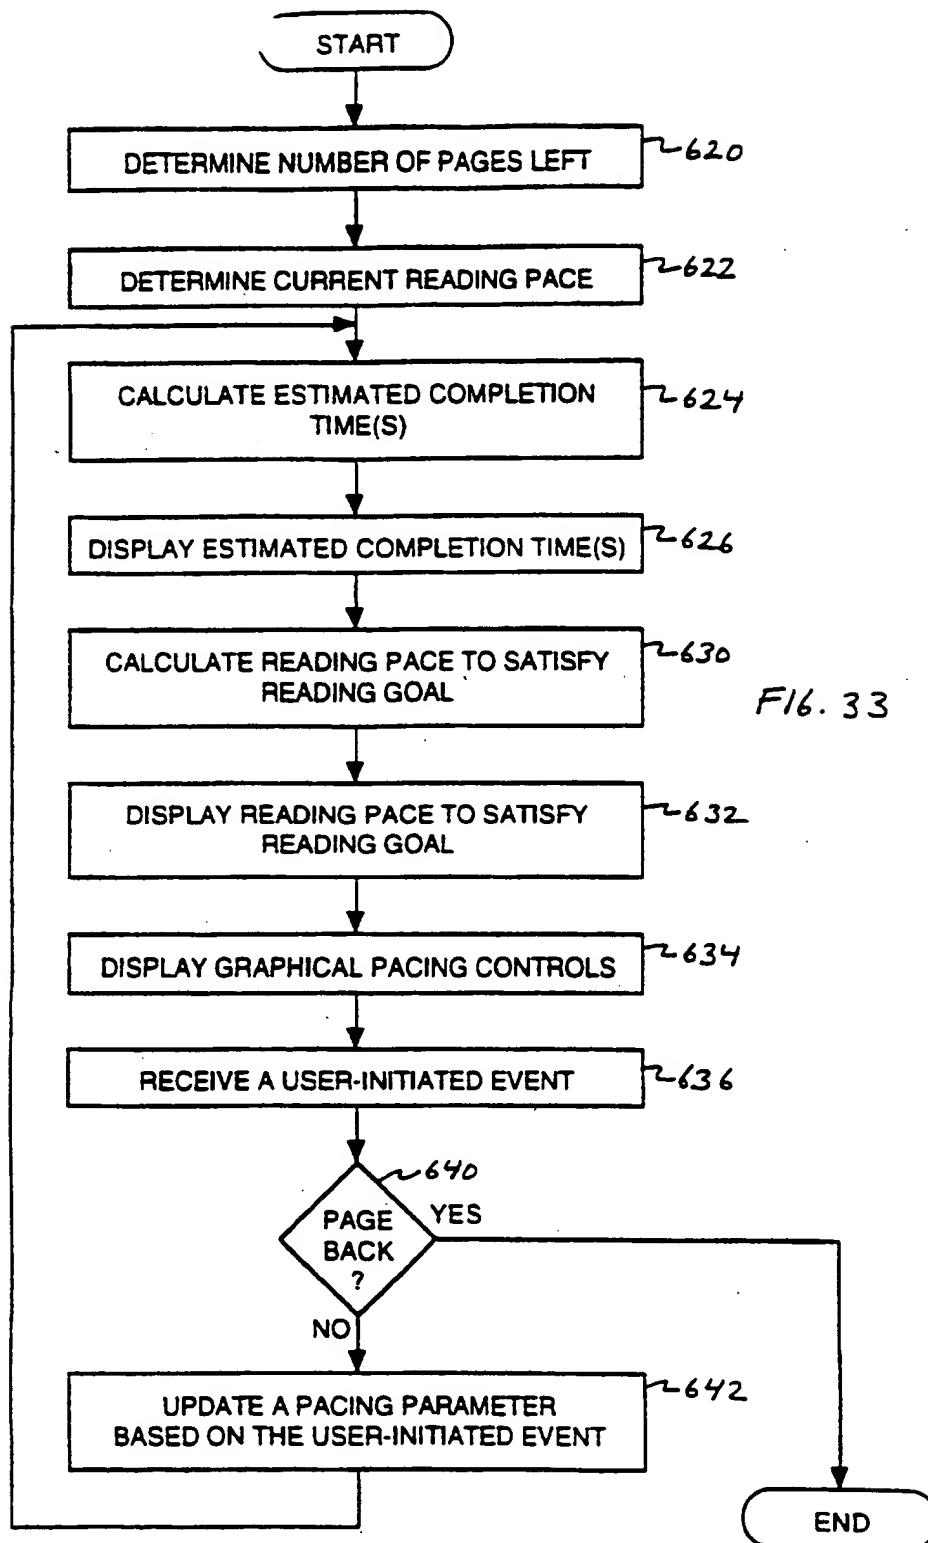 START
DETERMINE NUMBER OF PAGES LEFT
620
DETERMINE CURRENT READING PACE
622
CALCULATE ESTIMATED COMPLETION
TIME(S)
624
DISPLAY ESTIMATED COMPLETION TIME(S)
626
CALCULATE READING PACE TO SATISFY
READING GOAL
630
FIG. 33
DISPLAY READING PACE TO SATISFY
READING GOAL
632
DISPLAY GRAPHICAL PACING CONTROLS
634
RECEIVE A USER-INITIATED EVENT
636
640
PAGE
BACK
?
YES
NO
UPDATE A PACING PARAMETER
BASED ON THE USER-INITIATED EVENT
642
END